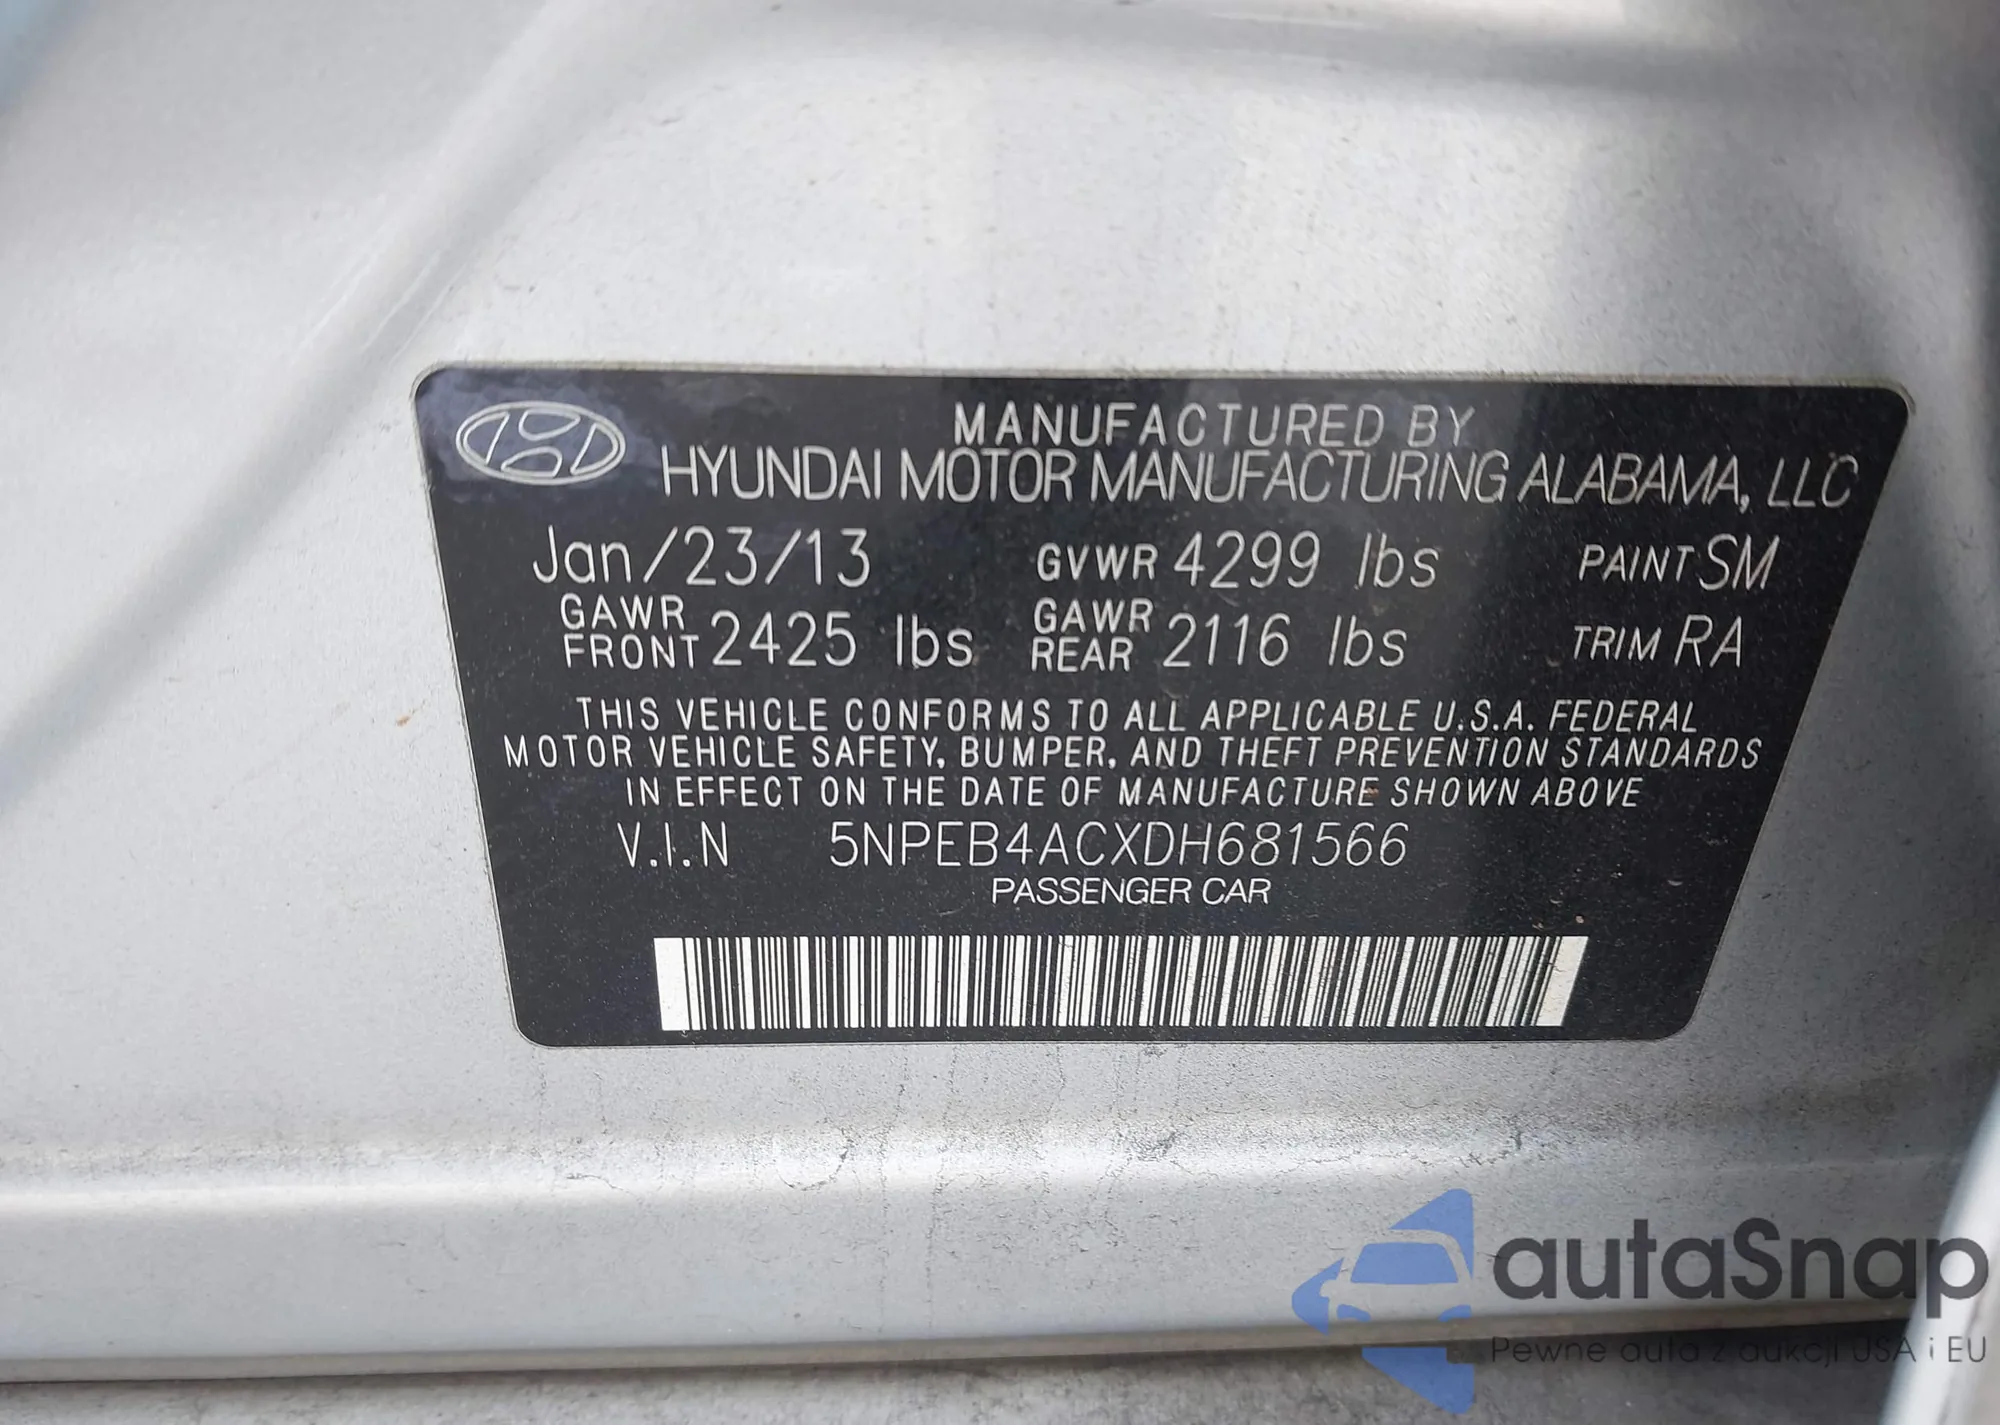 MANUFACTURED BY
HYUNDAI MOTOR MANUFACTURING ALABAMA, LLC
Jan/23/13 GVWR 4299 lbs PAINT SM
GAWR FRONT 2425 lbs GAWR REAR 2116 lbs TRIM RA
THIS VEHICLE CONFORMS TO ALL APPLICABLE U.S.A. FEDERAL
MOTOR VEHICLE SAFETY, BUMPER, AND THEFT PREVENTION STANDARDS
IN EFFECT ON THE DATE OF MANUFACTURE SHOWN ABOVE
V.I.N 5NPEB4ACXDH681566
PASSENGER CAR
autaSnap
Pewne auta z aukcji USA i EU